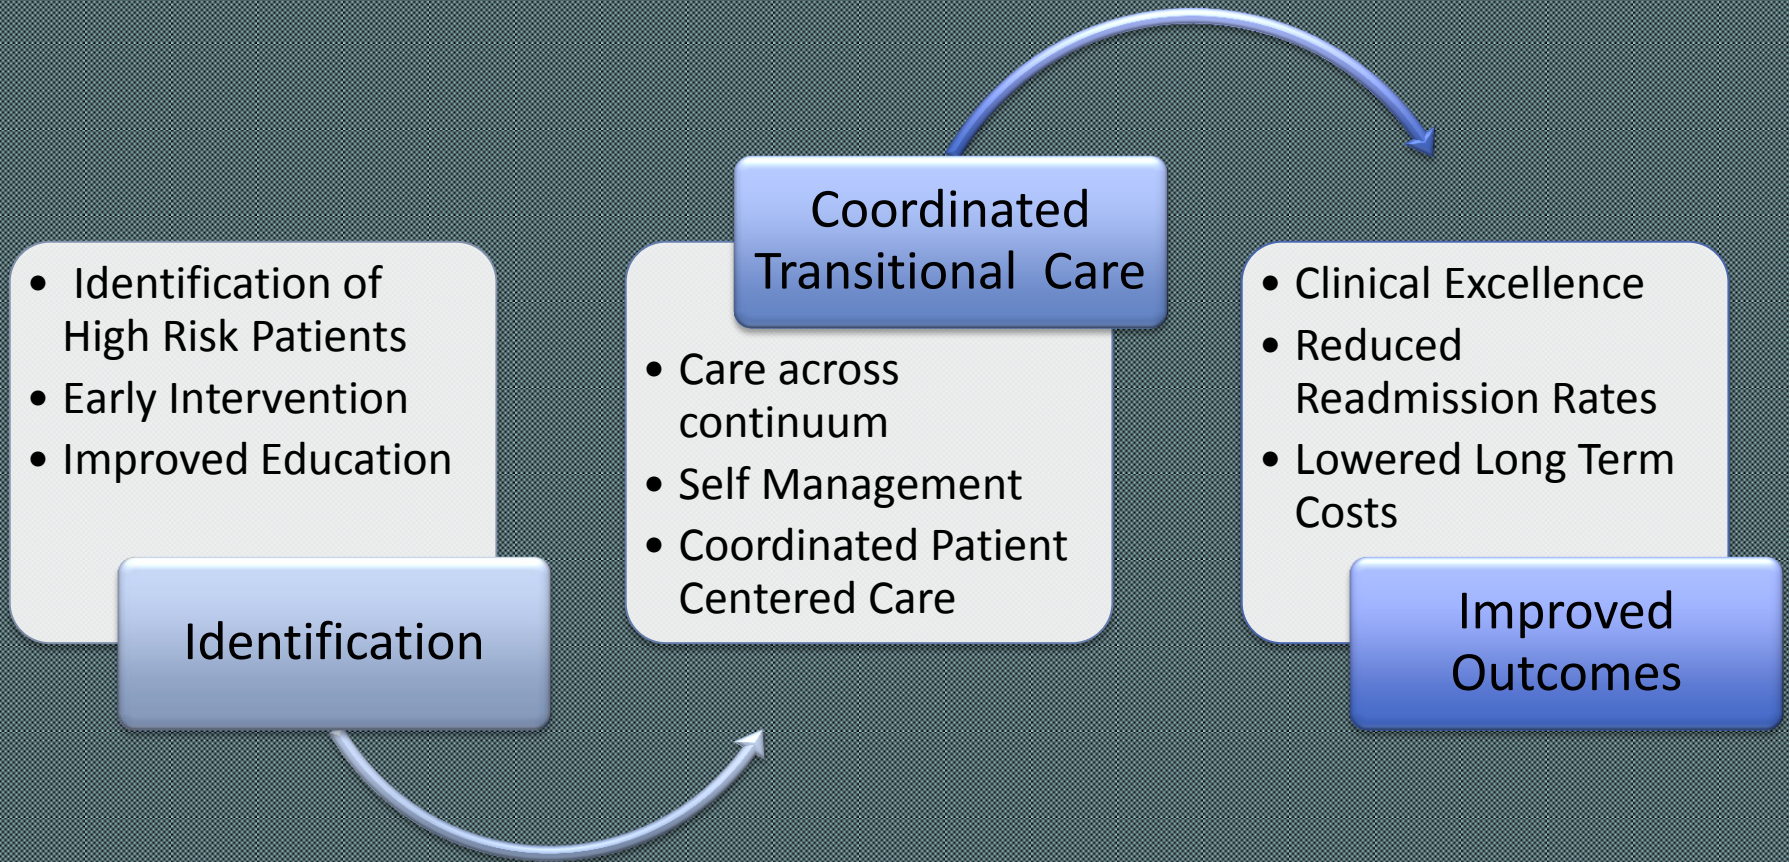 • Identification of
High Risk Patients
• Early Intervention
• Improved Education
Identification
Coordinated
Transitional Care
• Care across
continuum
• Self Management
• Coordinated Patient
Centered Care
• Clinical Excellence
• Reduced
Readmission Rates
• Lowered Long Term
Costs
Improved
Outcomes